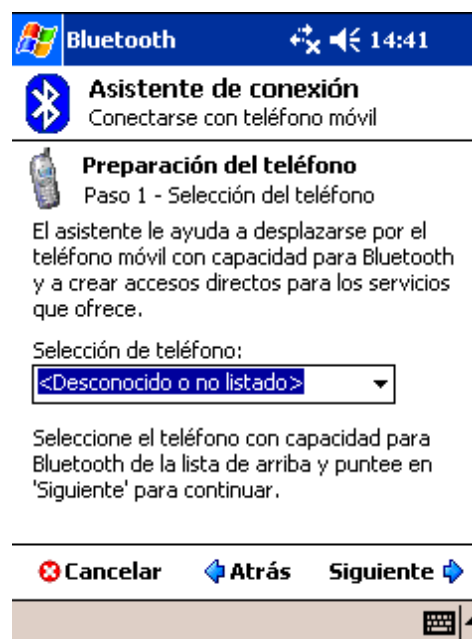 Bluetooth 14:41
Asistente de conexión
Conectarse con teléfono móvil
Preparación del teléfono
Paso 1 - Selección del teléfono
El asistente le ayuda a desplazarse por el
teléfono móvil con capacidad para Bluetooth
y a crear accesos directos para los servicios
que ofrece.
Selección de teléfono:
<Desconocido o no listado>
Seleccione el teléfono con capacidad para
Bluetooth de la lista de arriba y puntee en
'Siguiente' para continuar.
Cancelar Atrás Siguiente